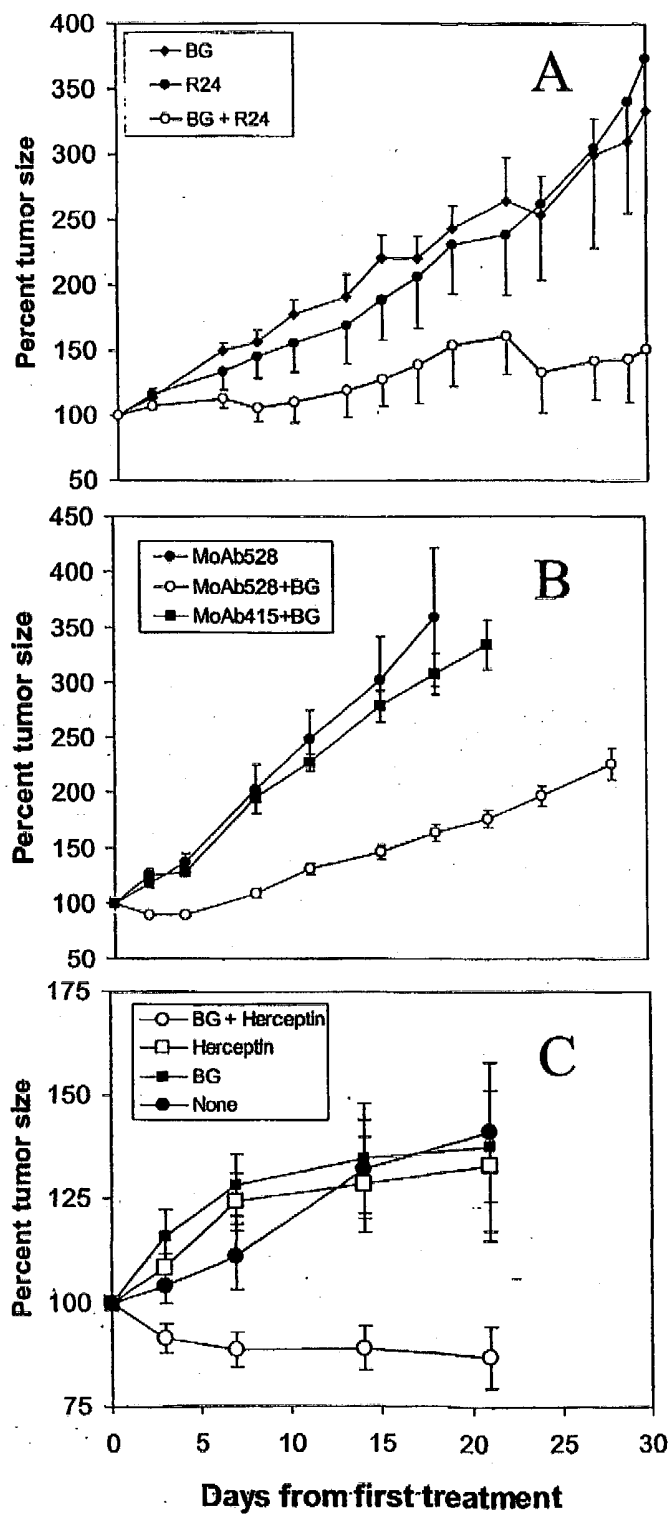 400
350
300
250
200
150
100
50
Percent tumor size
BG
R24
BG + R24
A
450
400
350
300
250
200
150
100
50
Percent tumor size
MoAb528
MoAb528+BG
MoAb415+BG
B
175
150
125
100
75
Percent tumor size
BG + Herceptin
Herceptin
BG
None
C
0 5 10 15 20 25 30
Days from first treatment